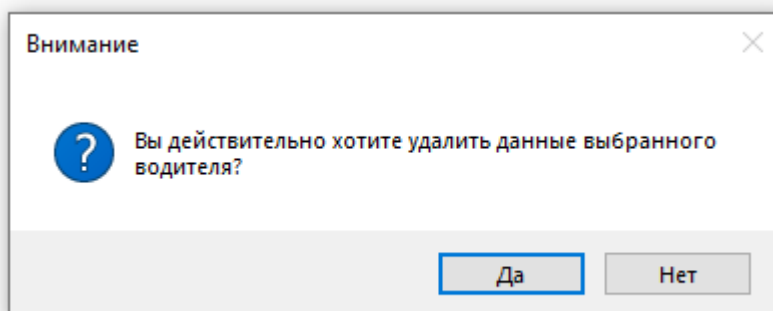 Внимание
Вы действительно хотите удалить данные выбранного
водителя?
Да
Нет